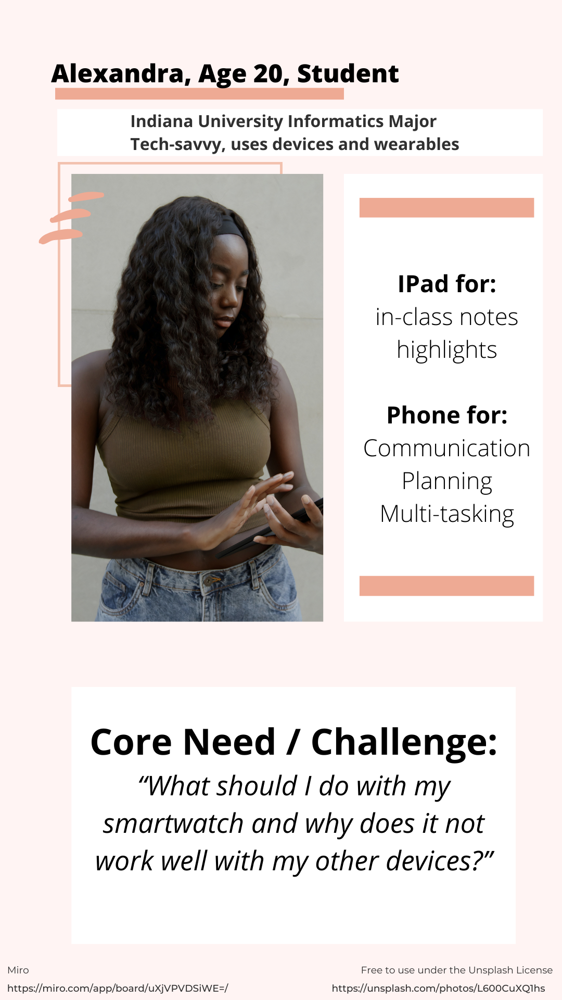 Alexandra, Age 20, Student
Indiana University Informatics Major
Tech-savvy, uses devices and wearables
IPad for:
in-class notes
highlights
Phone for:
Communication
Planning
Multi-tasking
Core Need / Challenge:
“What should I do with my
smartwatch and why does it not
work well with my other devices?”
Miro
https://miro.com/app/board/uXjVPVDSiWE=/
Free to use under the Unsplash License
https://unsplash.com/photos/L600CuXQ1hs